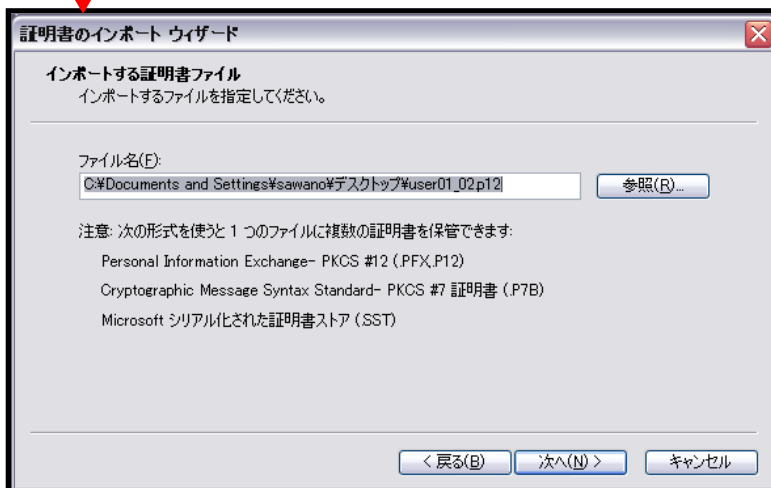 証明書のインポート ウィザード
インポートする証明書ファイル
インポートするファイルを指定してください。
ファイル名(F):
C:¥Documents and Settings¥sawano¥デスクトップ¥user01_02.p12
参照(R)...
注意: 次の形式を使うと 1 つのファイルに複数の証明書を保管できます:
Personal Information Exchange- PKCS #12 (.PFX,.P12)
Cryptographic Message Syntax Standard- PKCS #7 証明書 (.P7B)
Microsoft シリアル化された証明書ストア (.SST)
< 戻る(B) 次へ(N) > キャンセル